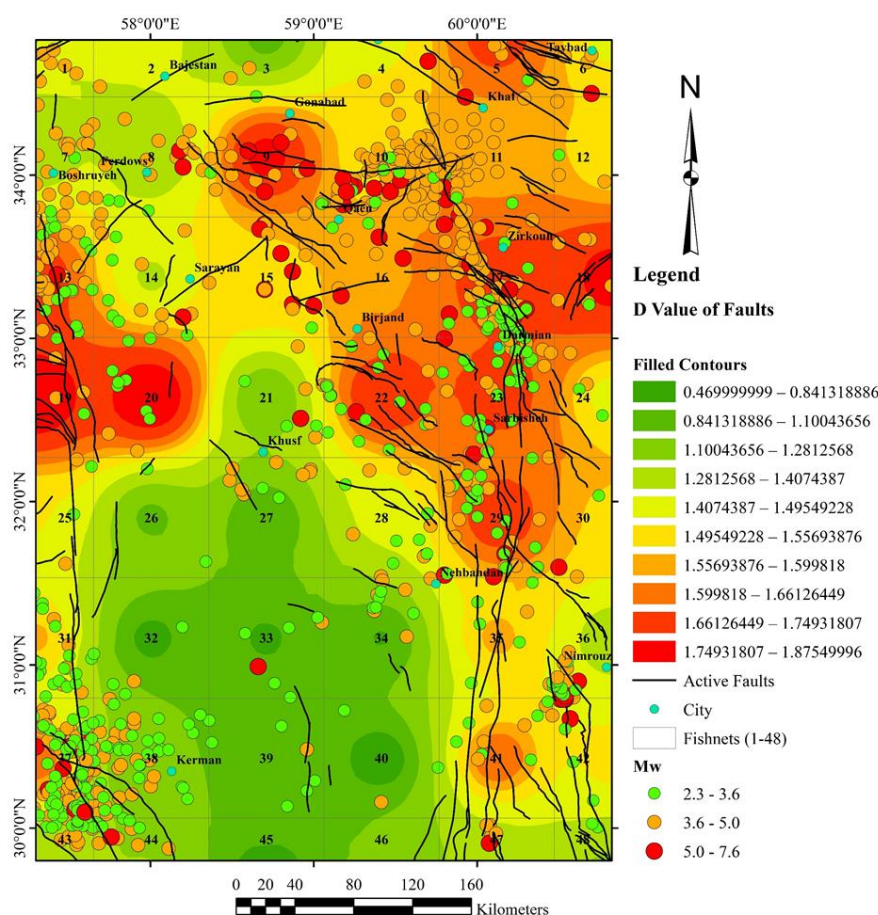 58°0'0"E 59°0'0"E 60°0'0"E
Taybad
1 2 3 4 5 6
Bajestan
Khaf
Gonabad
7 8 9 10 11 12
Ferdows
Boshruyeh
34°0'0"N
Qaen
Zirkouh
Sarayan
13 14 15 16 17 18
Birjand
33°0'0"N
Darmian
19 20 21 22 23 24
Sarbisheh
Khusf
32°0'0"N
25 26 27 28 29 30
Nehbandan
31 32 33 34 35 36
Nimrouz
31°0'0"N
37 38 39 40 41 42
Kerman
30°0'0"N
43 44 45 46 47 48
0 20 40 80 120 160
Kilometers
N
Legend
D Value of Faults
Filled Contours
0.469999999 – 0.841318886
0.841318886 – 1.10043656
1.10043656 – 1.2812568
1.2812568 – 1.4074387
1.4074387 – 1.49549228
1.49549228 – 1.55693876
1.55693876 – 1.599818
1.599818 – 1.66126449
1.66126449 – 1.74931807
1.74931807 – 1.87549996
Active Faults
City
Fishnets (1-48)
Mw
2.3 - 3.6
3.6 - 5.0
5.0 - 7.6